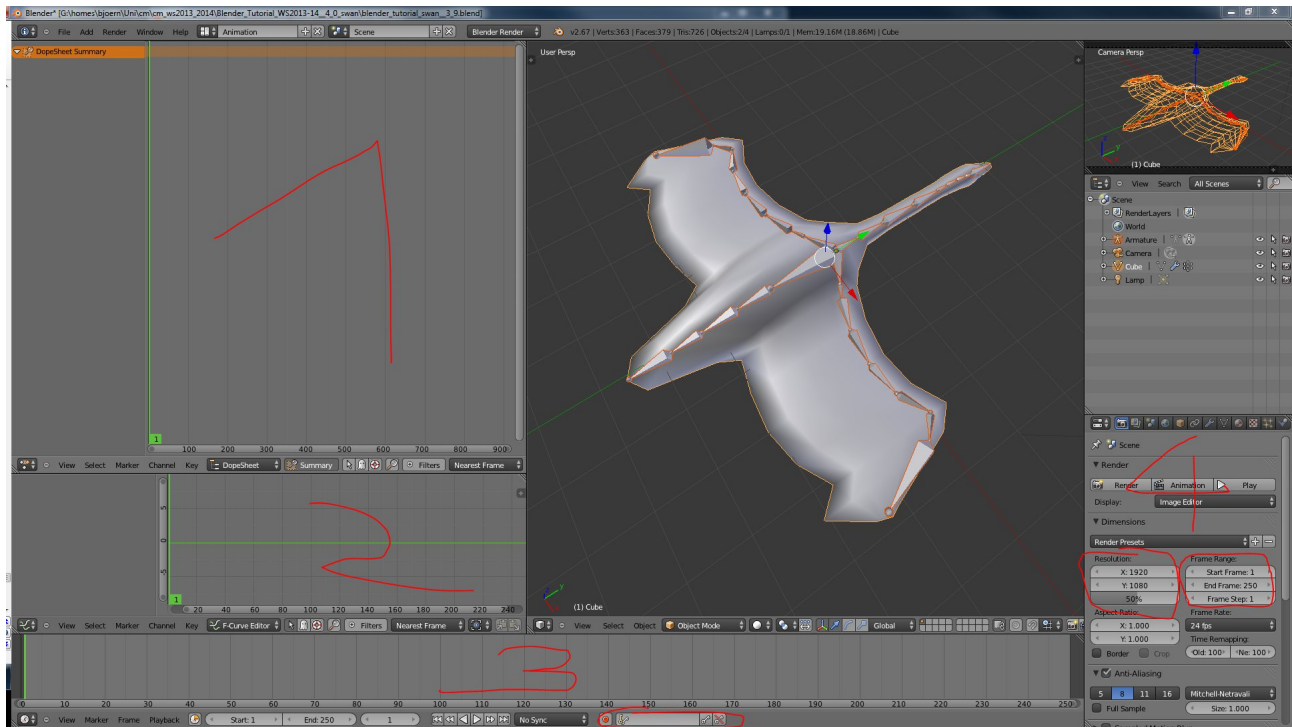 Blender* [G:\homes\bjoern\Uni\cm\cm_ws2013_2014\Blender_Tutorial_WS2013-14__4_0_swan\blender_tutorial_swan__3_9.blend]
File Add Render Window Help Animation Scene Blender Render v2.67 | Verts:363 | Faces:379 | Tris:726 | Objects:2/4 | Lamps:0/1 | Mem:19.16M (18.86M) | Cube
DopeSheet Summary
1
1
100 200 300 400 500 600 700 800 900
View Select Marker Channel Key DopeSheet Summary Filters Nearest Frame
5
0
-5
2
1
20 40 60 80 100 120 140 160 180 200 220 240
View Select Marker Channel Key F-Curve Editor Filters Nearest Frame
User Persp
(1) Cube
View Select Object Object Mode Global
3
0 10 20 30 40 50 60 70 80 90 100 110 120 130 140 150 160 170 180 190 200 210 220 230 240 250
View Marker Frame Playback Start: 1 End: 250 1 No Sync
Camera Persp
(1) Cube
View Search All Scenes
Scene
RenderLayers |
World
Armature |
Camera |
Cube |
Lamp |
Scene
Render
4
Render Animation Play
Display: Image Editor
Dimensions
Render Presets
Resolution: Frame Range:
X: 1920 Start Frame: 1
Y: 1080 End Frame: 250
50% Frame Step: 1
Aspect Ratio: Frame Rate:
X: 1.000 24 fps
Y: 1.000 Time Remapping:
Border Crop Old: 100 Ne: 100
Anti-Aliasing
5 8 11 16 Mitchell-Netravali
Full Sample Size: 1.000